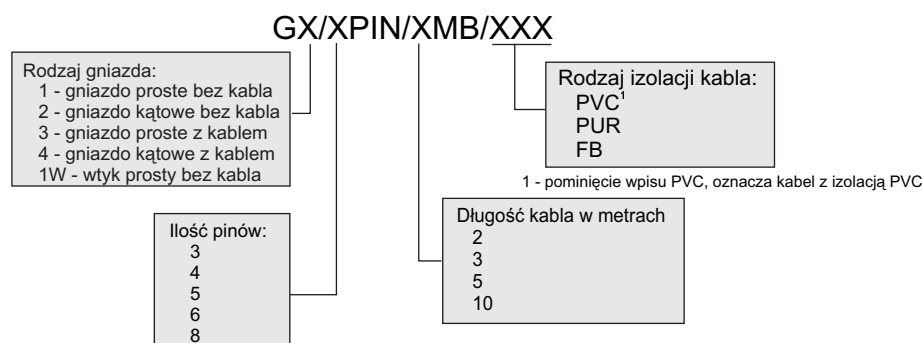 GX/XPIN/XMB/XXX
Rodzaj gniazda:
1 - gniazdo proste bez kabla
2 - gniazdo kątowe bez kabla
3 - gniazdo proste z kablem
4 - gniazdo kątowe z kablem
1W - wtyk prosty bez kabla
Rodzaj izolacji kabla:
PVC¹
PUR
FB
1 - pominięcie wpisu PVC, oznacza kabel z izolacją PVC
Ilość pinów:
3
4
5
6
8
Długość kabla w metrach
2
3
5
10